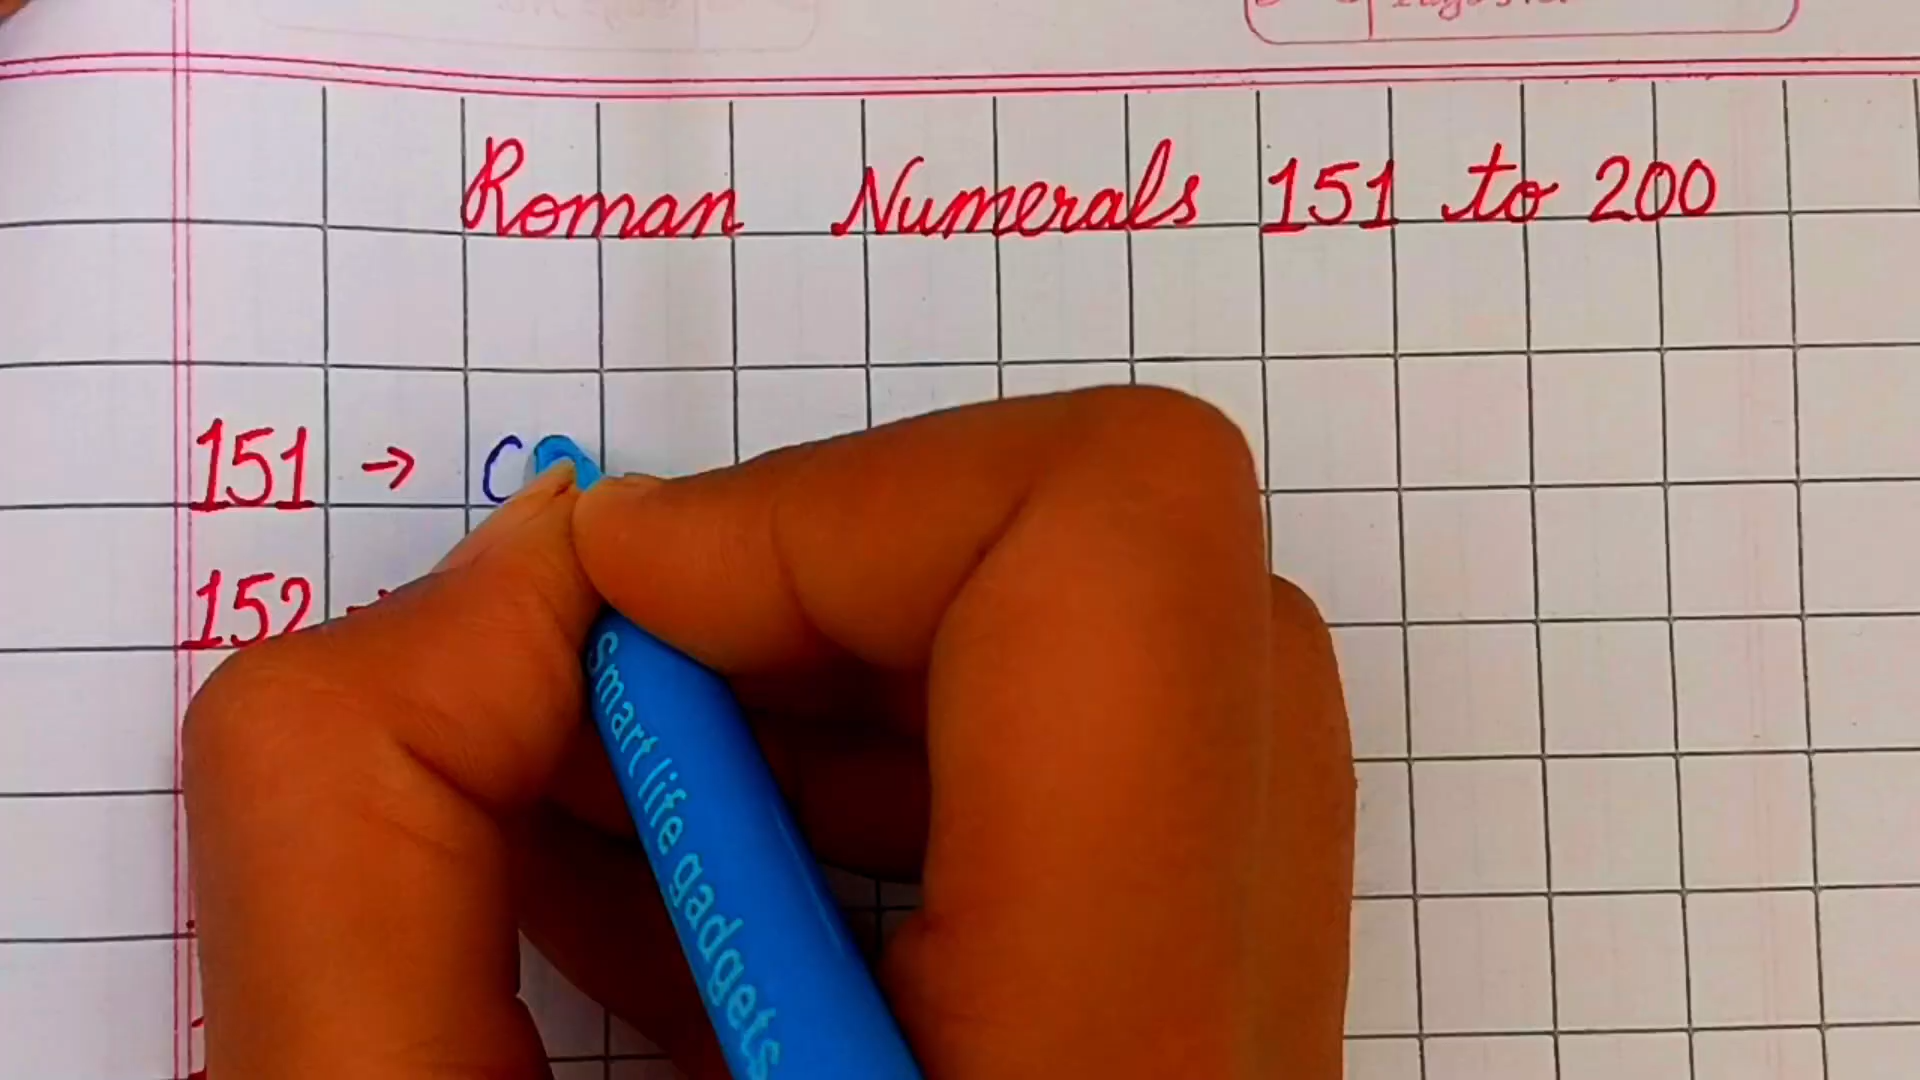 Roman Numerals 151 to 200
151 → C
152 →
Smart life gadgets